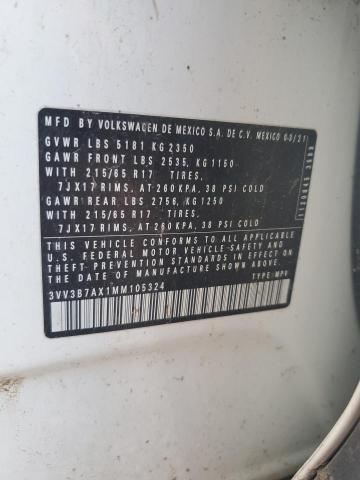 MFD BY VOLKSWAGEN DE MEXICO S.A. DE C.V. MEXICO 03/21
GVWR LBS 5181 KG 2350
GAWR FRONT LBS 2535, KG 1150
WITH 215/65 R17 TIRES,
7JX17 RIMS, AT 260 KPA, 38 PSI COLD
GAWR REAR LBS 2756, KG 1250
WITH 215/65 R17 TIRES,
7JX17 RIMS, AT 260 KPA, 38 PSI COLD
THIS VEHICLE CONFORMS TO ALL APPLICABLE
U.S. FEDERAL MOTOR VEHICLE-SAFETY-AND
THEFT PREVENTION STANDARDS IN EFFECT ON THE
DATE OF MANUFACTURE SHOWN ABOVE.
3VV3B7AX1MM105324 TYPE: MPV